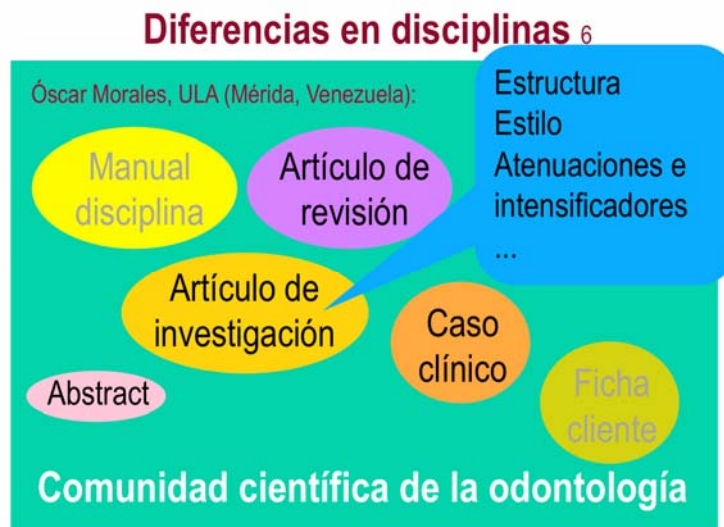 Diferencias en disciplinas 6
Óscar Morales, ULA (Mérida, Venezuela):
Estructura
Estilo
Atenuaciones e
intensificadores
...
Manual
disciplina
Artículo de
revisión
Artículo de
investigación
Caso
clínico
Abstract
Ficha
cliente
Comunidad científica de la odontología